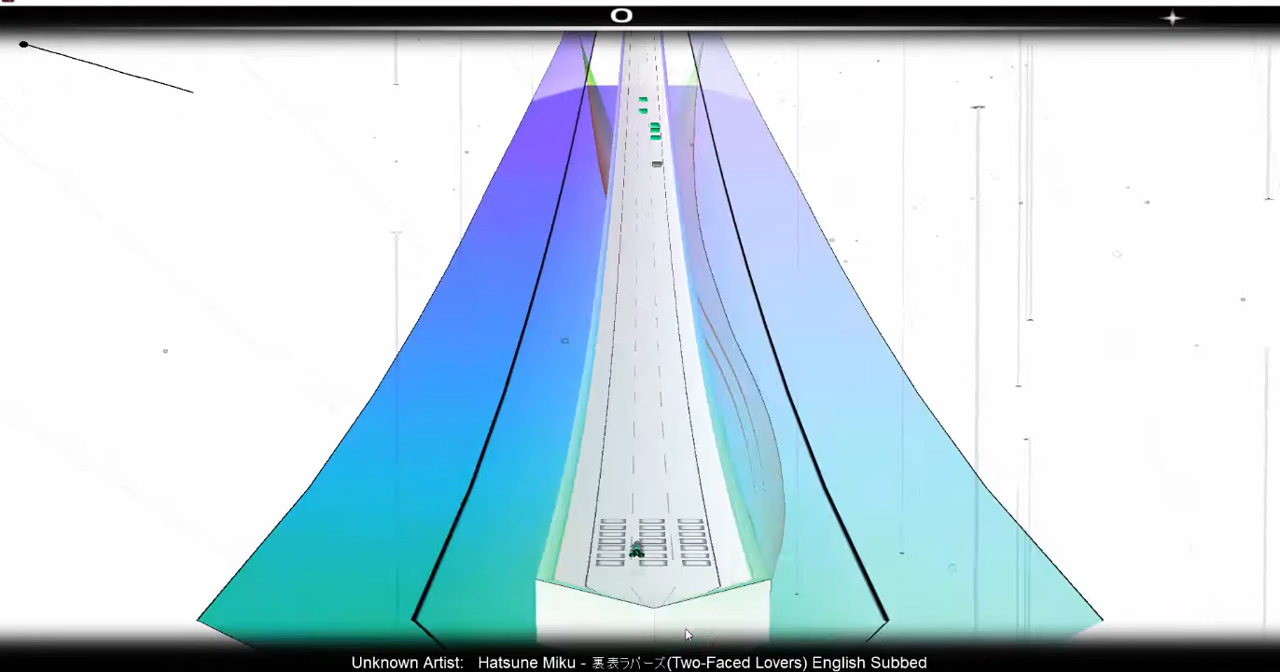 0
Unknown Artist: Hatsune Miku - 裏表ラバーズ(Two-Faced Lovers) English Subbed